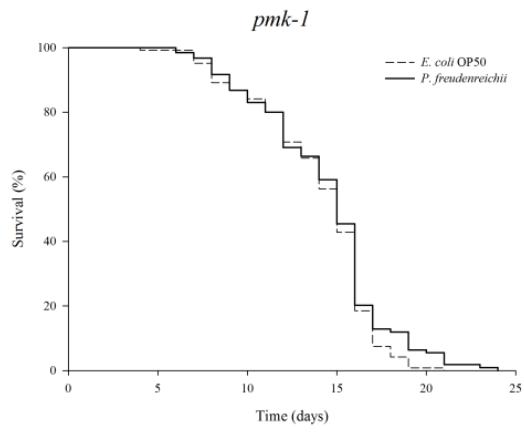 pmk-1
E. coli OP50
P. freudenreichii
100
80
60
40
20
0
Survival (%)
0 5 10 15 20 25
Time (days)